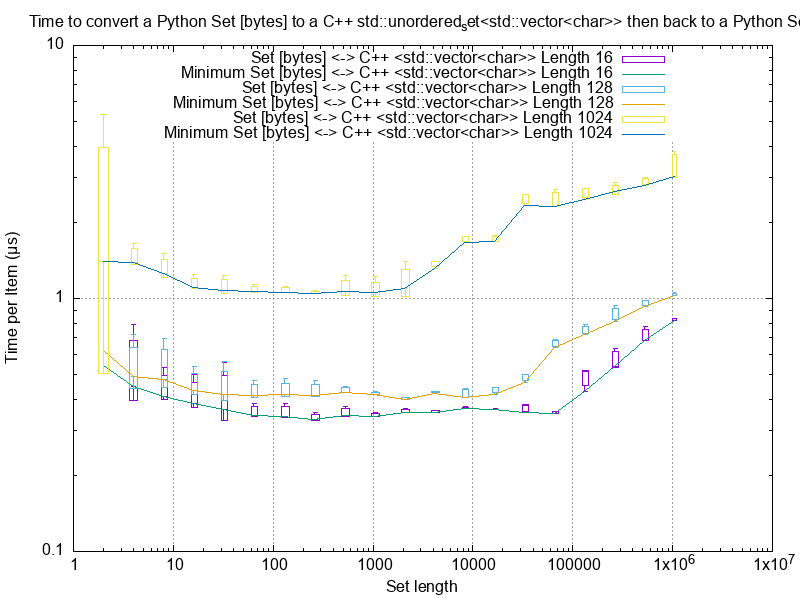 Time to convert a Python Set [bytes] to a C++ std::unordered_set<std::vector<char>> then back to a Python Se
10
Set [bytes] <-> C++ <std::vector<char>> Length 16
Minimum Set [bytes] <-> C++ <std::vector<char>> Length 16
Set [bytes] <-> C++ <std::vector<char>> Length 128
Minimum Set [bytes] <-> C++ <std::vector<char>> Length 128
Set [bytes] <-> C++ <std::vector<char>> Length 1024
Minimum Set [bytes] <-> C++ <std::vector<char>> Length 1024
Time per Item (µs)
1
0.1
1 10 100 1000 10000 100000 1x10⁶ 1x10⁷
Set length